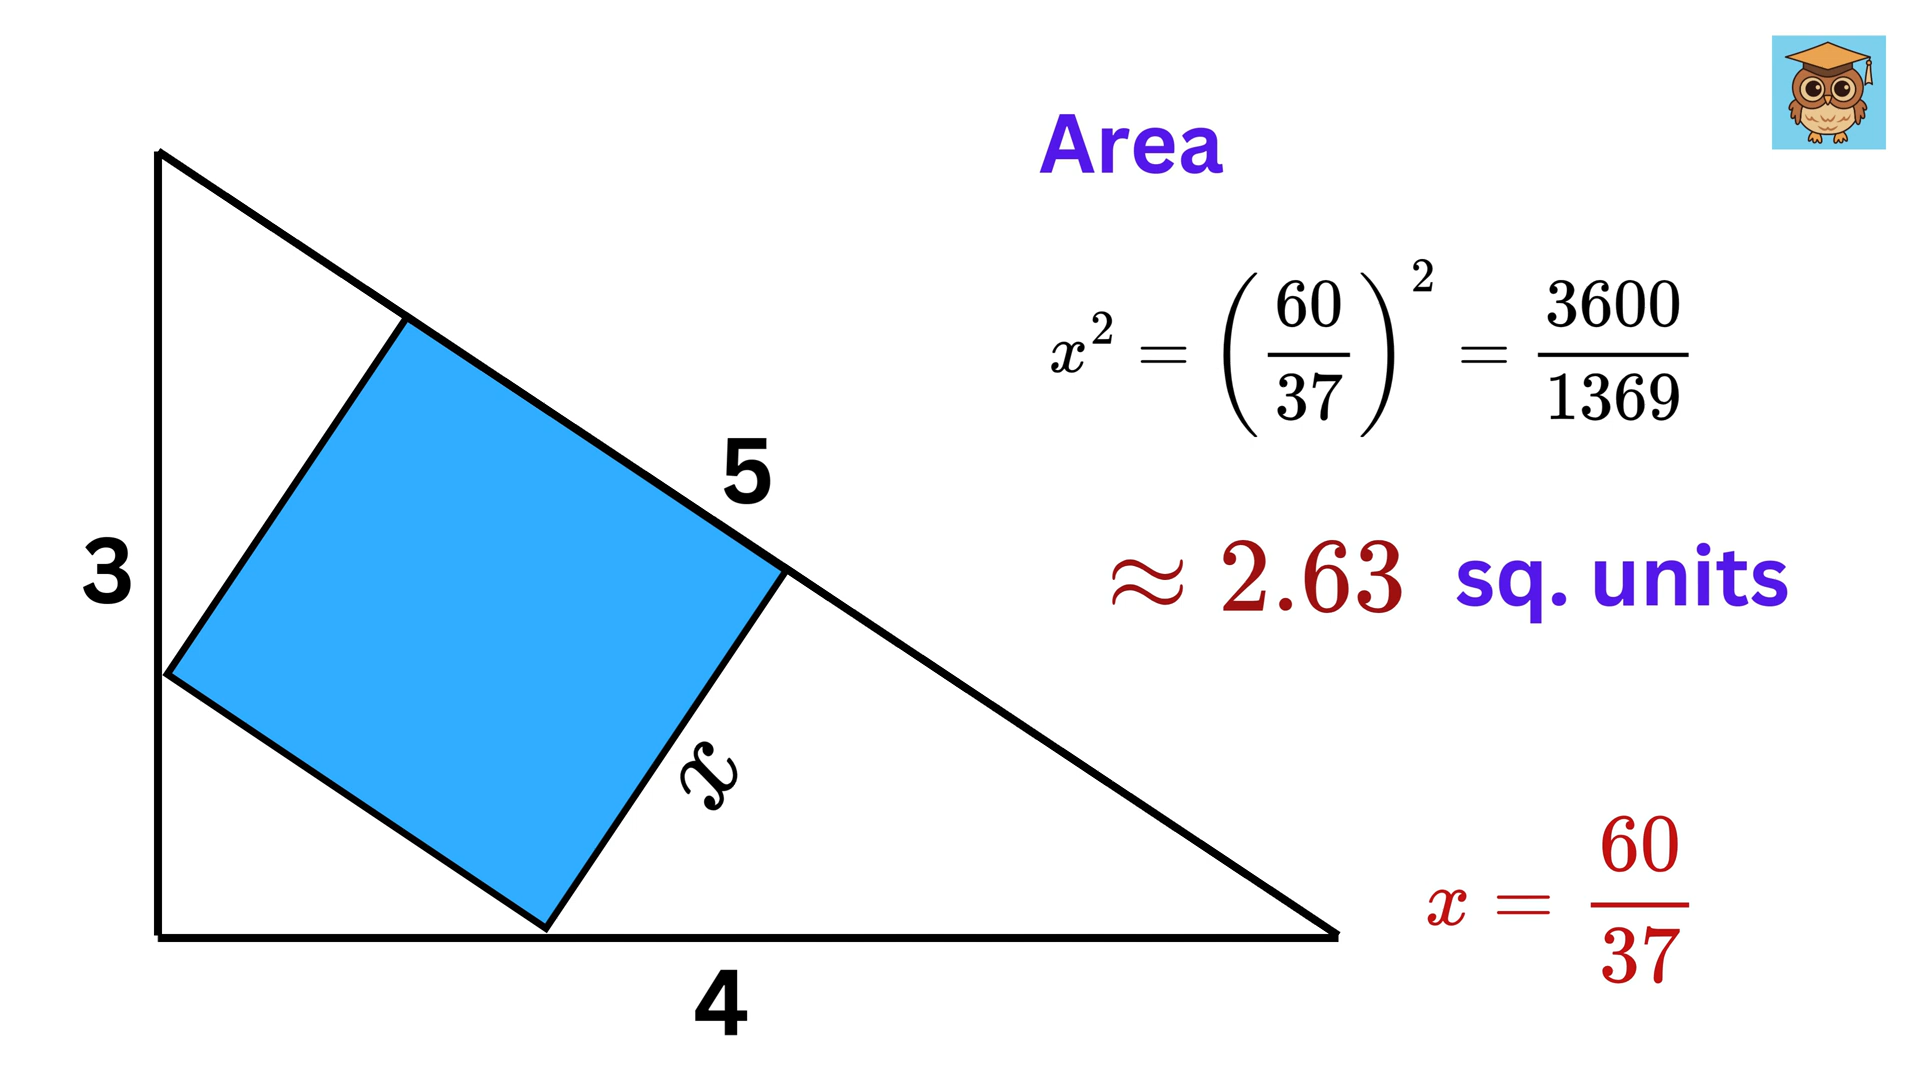 Area
x² = (60/37)² = 3600/1369
≈ 2.63 sq. units
5
3
x
x = 60/37
4